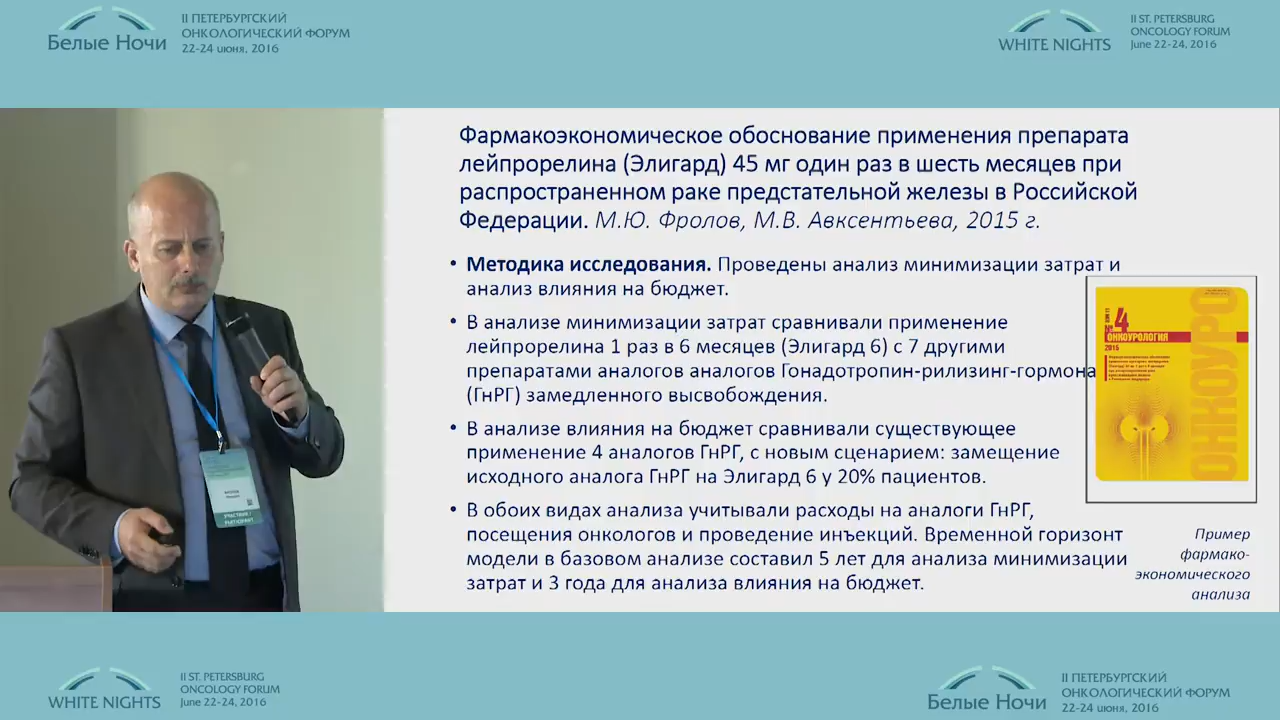 II ПЕТЕРБУРГСКИЙ
ОНКОЛОГИЧЕСКИЙ ФОРУМ
22-24 июня, 2016
Белые Ночи
WHITE NIGHTS
II ST. PETERSBURG
ONCOLOGY FORUM
June 22-24, 2016
Фармакоэкономическое обоснование применения препарата
лейпрорелина (Элигард) 45 мг один раз в шесть месяцев при
распространенном раке предстательной железы в Российской
Федерации. М.Ю. Фролов, М.В. Авксентьева, 2015 г.
• Методика исследования. Проведены анализ минимизации затрат и
анализ влияния на бюджет.
• В анализе минимизации затрат сравнивали применение
лейпрорелина 1 раз в 6 месяцев (Элигард 6) с 7 другими
препаратами аналогов аналогов Гонадотропин-рилизинг-гормона
(ГнРГ) замедленного высвобождения.
• В анализе влияния на бюджет сравнивали существующее
применение 4 аналогов ГнРГ, с новым сценарием: замещение
исходного аналога ГнРГ на Элигард 6 у 20% пациентов.
• В обоих видах анализа учитывали расходы на аналоги ГнРГ,
посещения онкологов и проведение инъекций. Временной горизонт
модели в базовом анализе составил 5 лет для анализа минимизации
затрат и 3 года для анализа влияния на бюджет.
№4
ОНКОУРОЛОГИЯ
2015
ОНКОУРО
Пример
фармако-
экономического
анализа
УЧАСТНИК /
WHITE NIGHTS
II ST. PETERSBURG
ONCOLOGY FORUM
June 22-24, 2016
Белые Ночи
II ПЕТЕРБУРГСКИЙ
ОНКОЛОГИЧЕСКИЙ ФОРУМ
22-24 июня, 2016